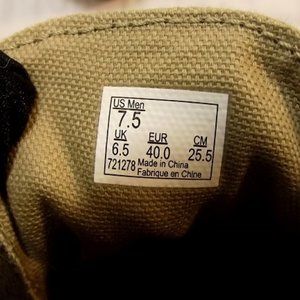 US Men
7.5
UK EUR CM
6.5 40.0 25.5
721278 Made in China
Fabrique en Chine